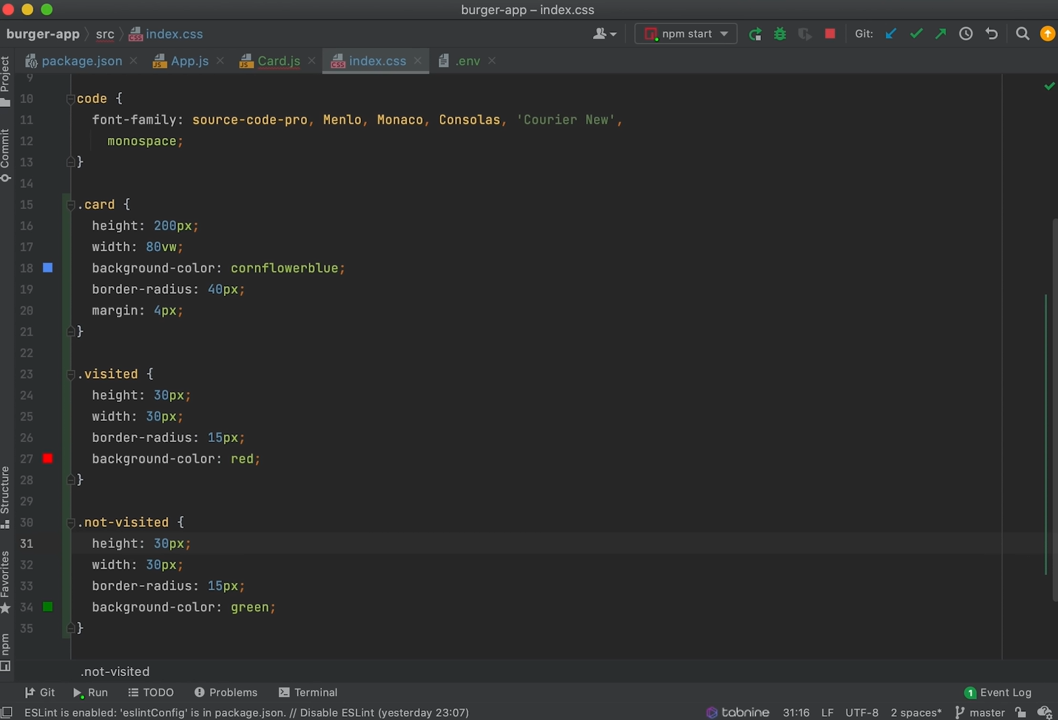 burger-app – index.css
burger-app src index.css npm start Git:
package.json App.js Card.js index.css .env
Project
Commit
Structure
Favorites
npm
9
10 code {
11 font-family: source-code-pro, Menlo, Monaco, Consolas, 'Courier New',
12 monospace;
13 }
14
15 .card {
16 height: 200px;
17 width: 80vw;
18 background-color: cornflowerblue;
19 border-radius: 40px;
20 margin: 4px;
21 }
22
23 .visited {
24 height: 30px;
25 width: 30px;
26 border-radius: 15px;
27 background-color: red;
28 }
29
30 .not-visited {
31 height: 30px;
32 width: 30px;
33 border-radius: 15px;
34 background-color: green;
35 }
.not-visited
Git Run TODO Problems Terminal 1 Event Log
ESLint is enabled: 'eslintConfig' is in package.json. // Disable ESLint (yesterday 23:07) tabnine 31:16 LF UTF-8 2 spaces* master